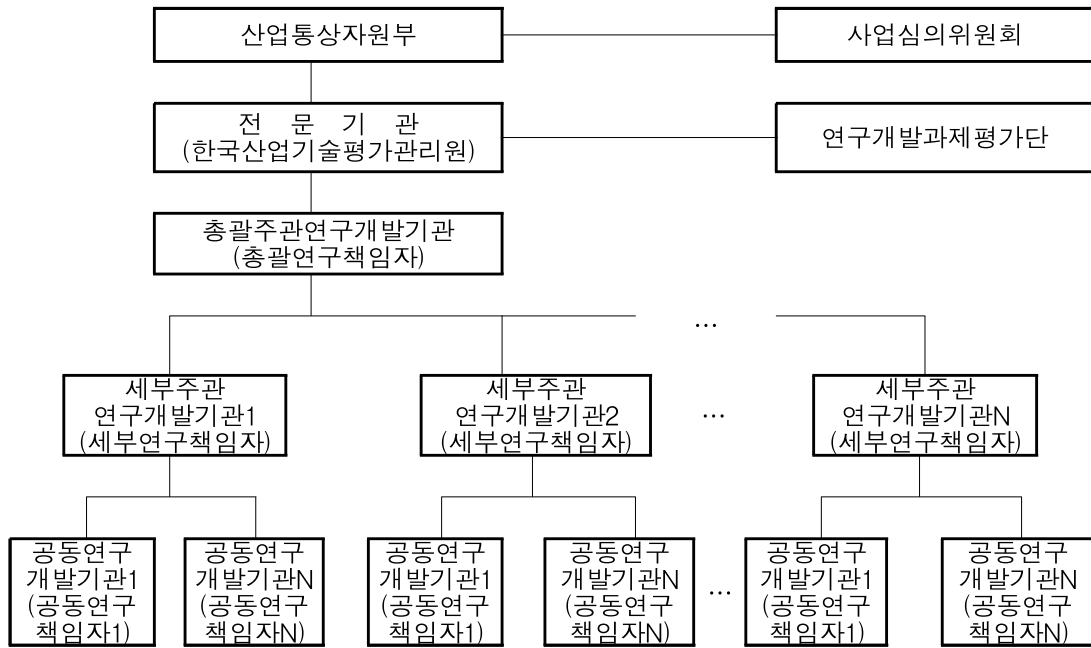 산업통상자원부
사업심의위원회
전 문 기 관
(한국산업기술평가관리원)
연구개발과제평가단
총괄주관연구개발기관
(총괄연구책임자)
...
세부주관
연구개발기관1
(세부연구책임자)
세부주관
연구개발기관2
(세부연구책임자)
...
세부주관
연구개발기관N
(세부연구책임자)
공동연구
개발기관1
(공동연구
책임자1)
공동연구
개발기관N
(공동연구
책임자N)
공동연구
개발기관1
(공동연구
책임자1)
공동연구
개발기관N
(공동연구
책임자N)
...
공동연구
개발기관1
(공동연구
책임자1)
공동연구
개발기관N
(공동연구
책임자N)